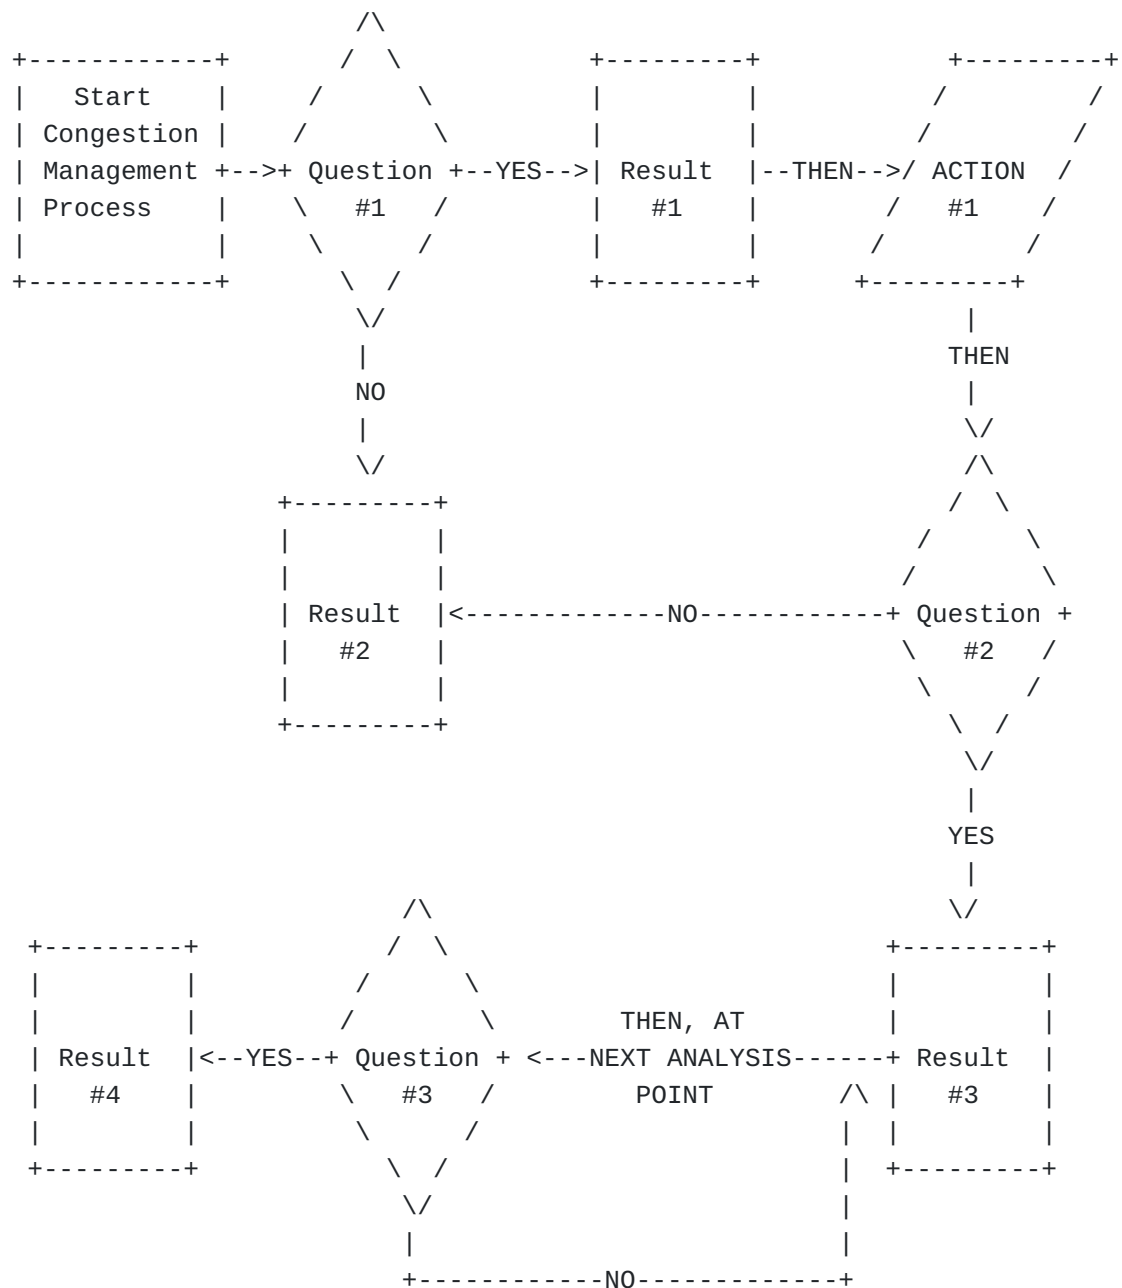 Start
Congestion
Management --> Question --YES--> Result --THEN--> ACTION
Process #1 #1 #1
THEN
NO
Result <-------------NO------------ Question
#2 #2
YES
THEN, AT
Result <--YES-- Question <---NEXT ANALYSIS------ Result
#4 #3 POINT #3
NO